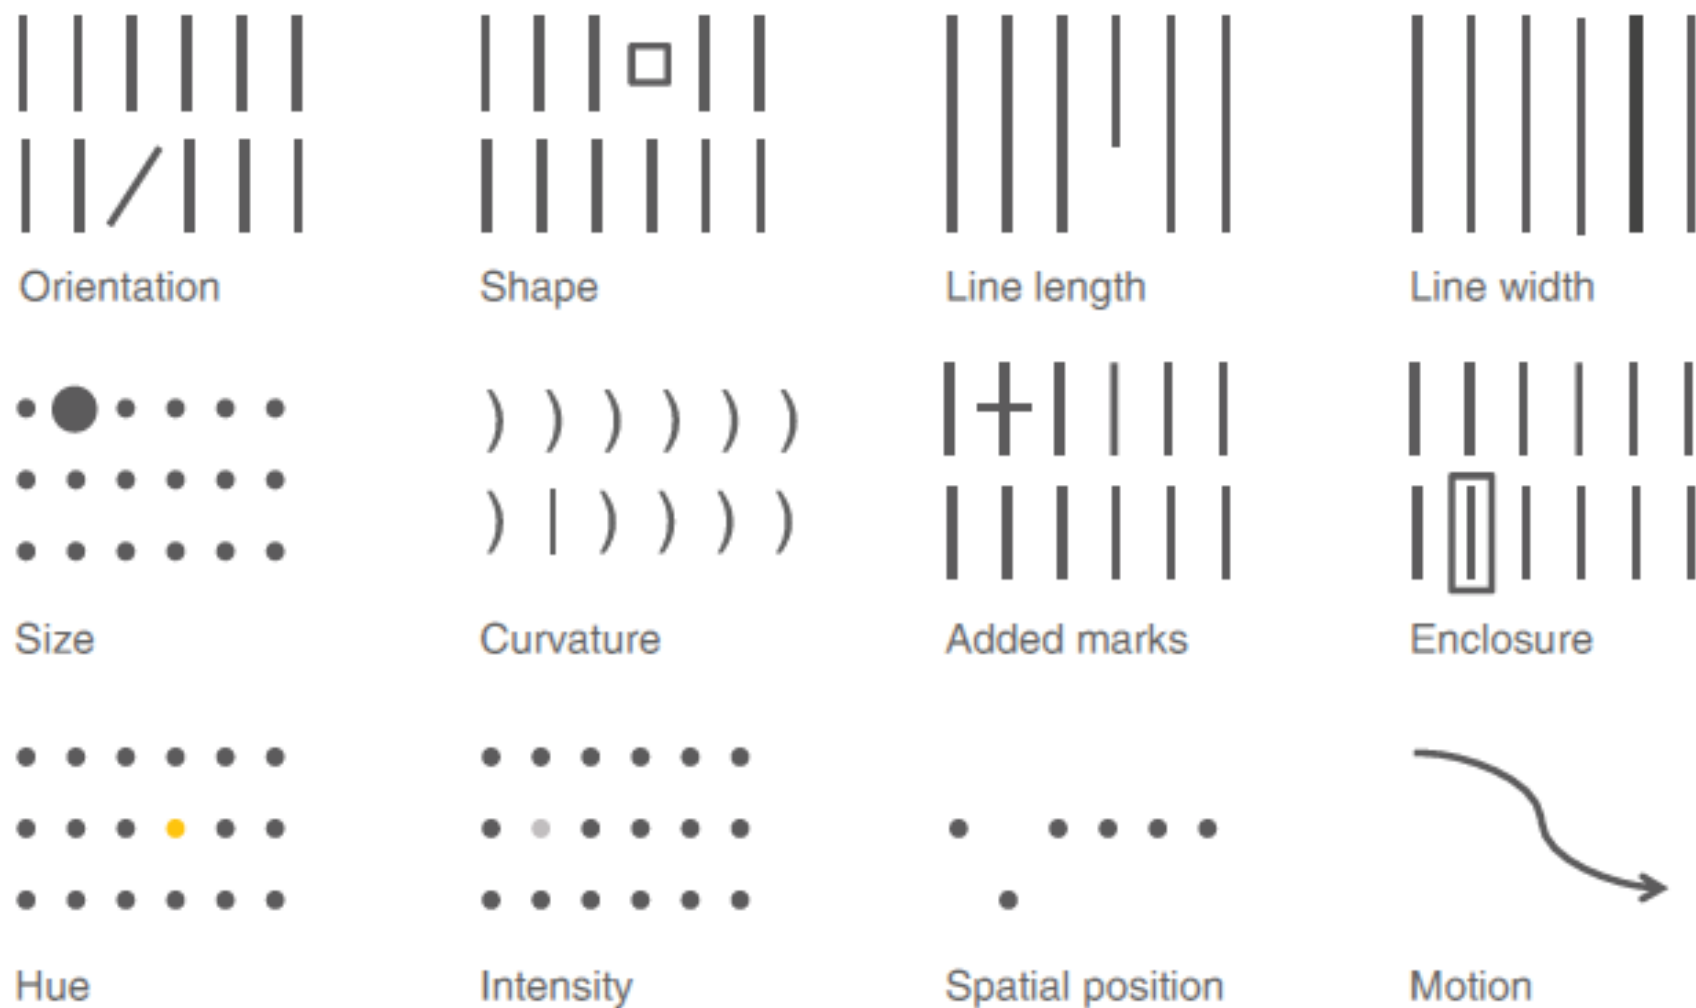 Orientation
Shape
Line length
Line width
Size
Curvature
Added marks
Enclosure
Hue
Intensity
Spatial position
Motion